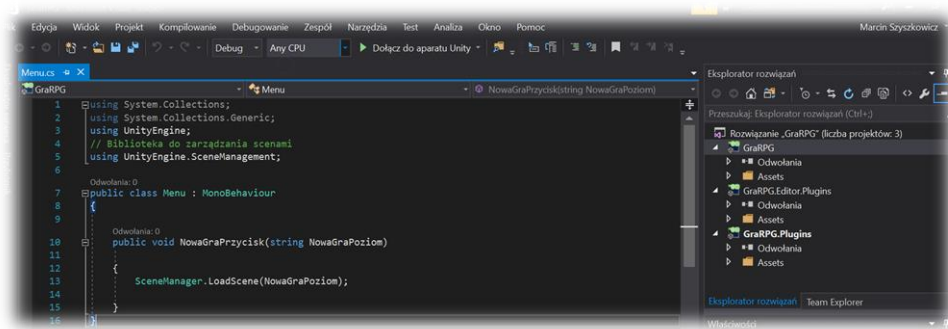 Edycja Widok Projekt Kompilowanie Debugowanie Zespół Narzędzia Test Analiza Okno Pomoc Marcin Szyszkowicz
Debug Any CPU Dołącz do aparatu Unity
Menu.cs
GraRPG Menu NowaGraPrzycisk(string NowaGraPoziom)
1 using System.Collections;
2 using System.Collections.Generic;
3 using UnityEngine;
4 // Biblioteka do zarządzania scenami
5 using UnityEngine.SceneManagement;
6
Odwołania: 0
7 public class Menu : MonoBehaviour
8 {
9
Odwołania: 0
10 public void NowaGraPrzycisk(string NowaGraPoziom)
11
12 {
13 SceneManager.LoadScene(NowaGraPoziom);
14
15 }
16 }
Eksplorator rozwiązań
Przeszukaj: Eksplorator rozwiązań (Ctrl+;)
Rozwiązanie „GraRPG" (liczba projektów: 3)
GraRPG
Odwołania
Assets
GraRPG.Editor.Plugins
Odwołania
Assets
GraRPG.Plugins
Odwołania
Assets
Eksplorator rozwiązań Team Explorer
Właściwości